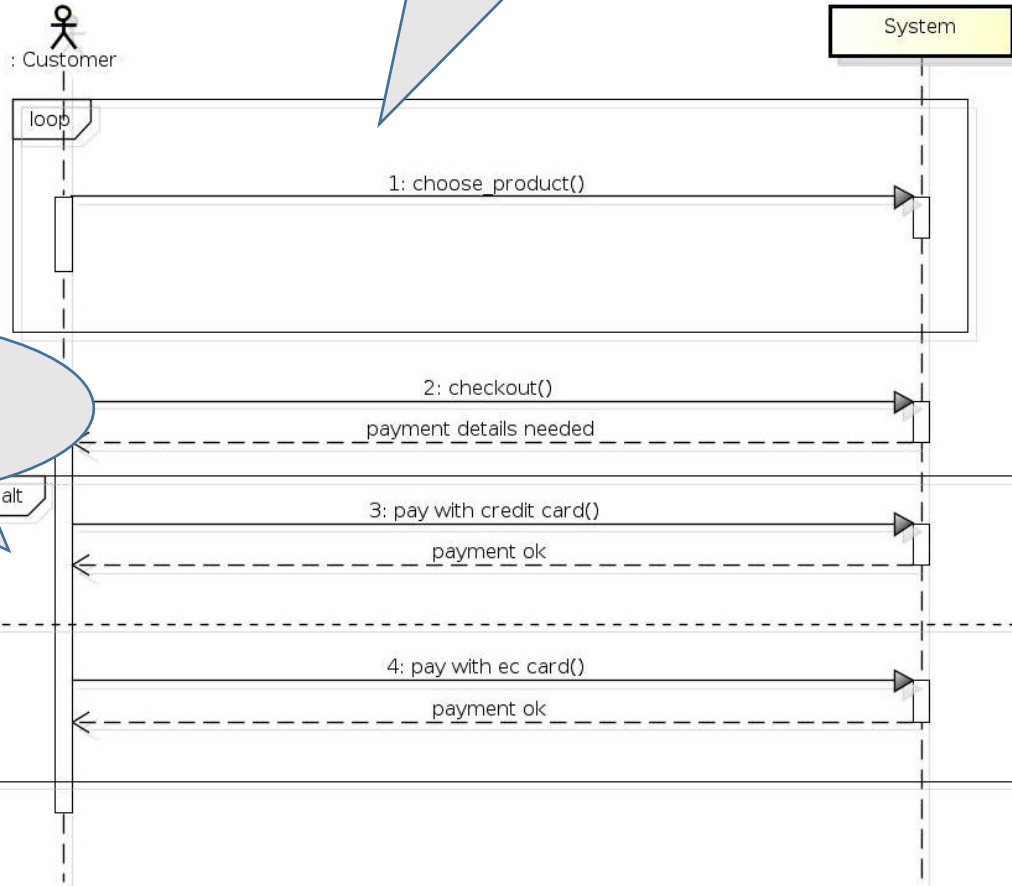 : Customer
System
loop
1: choose_product()
2: checkout()
payment details needed
alt
3: pay with credit card()
payment ok
4: pay with ec card()
payment ok